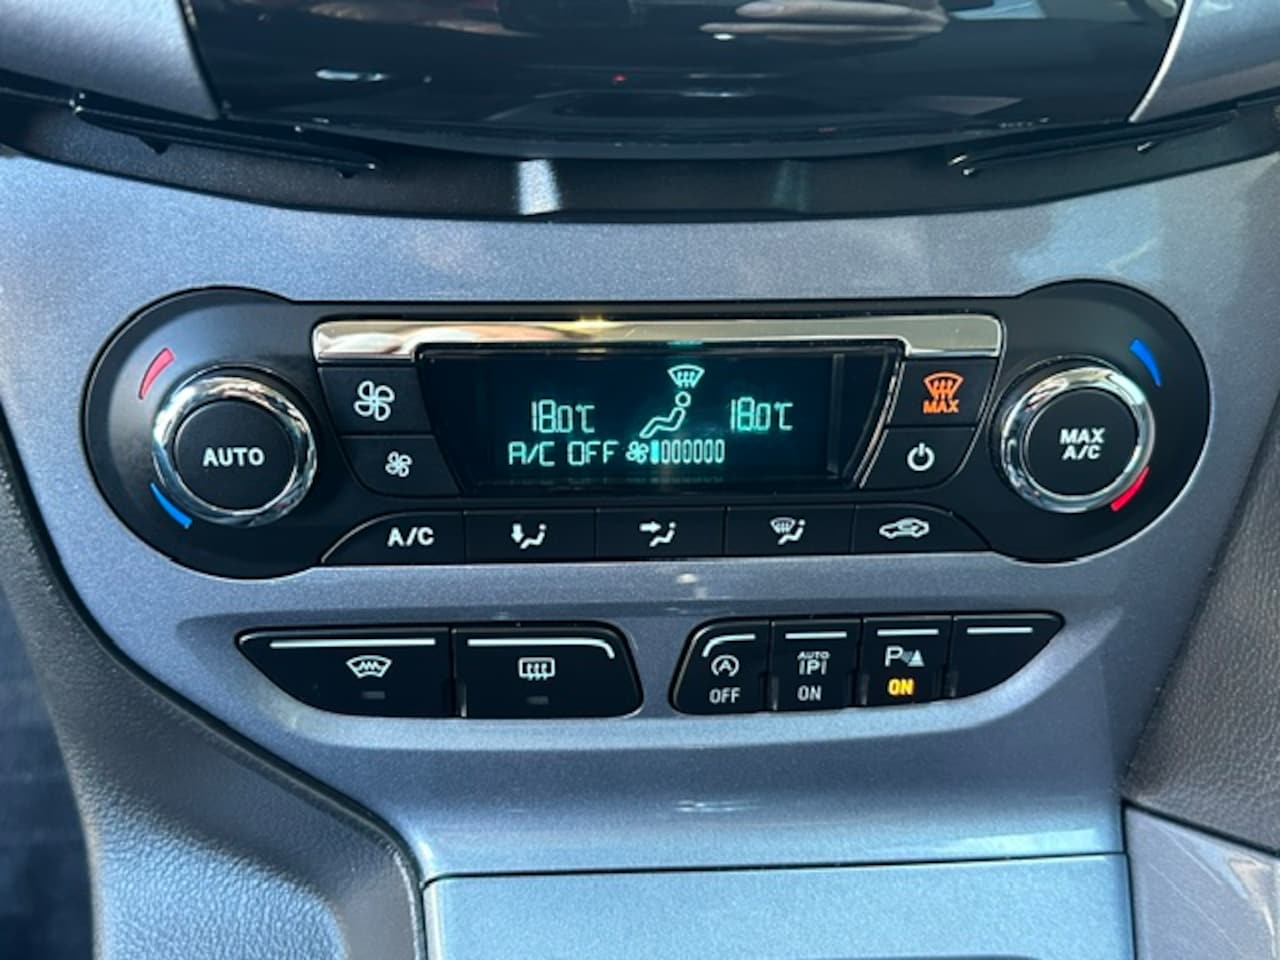 18.0°C 18.0°C
A/C OFF
MAX
AUTO
MAX
A/C
A/C
OFF
AUTO
P
ON
P
ON